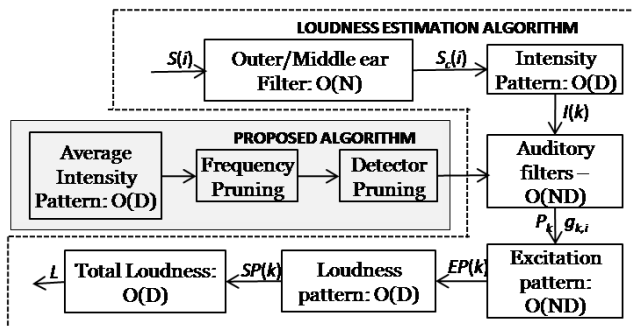 LOUDNESS ESTIMATION ALGORITHM
S(i)
Outer/Middle ear
Filter: O(N)
S_c(i)
Intensity
Pattern: O(D)
I(k)
PROPOSED ALGORITHM
Average
Intensity
Pattern: O(D)
Frequency
Pruning
Detector
Pruning
Auditory
filters –
O(ND)
P_k
g_{k,i}
Excitation
pattern:
O(ND)
EP(k)
Loudness
pattern: O(D)
SP(k)
Total Loudness:
O(D)
L